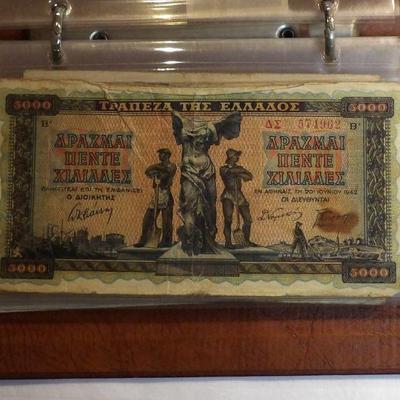 ΤΡΑΠΕΖΑ ΤΗΣ ΕΛΛΑΔΟΣ
5000
5000
Β'
ΔΣ 571962 Β'
ΔΡΑΧΜΑΙ
ΠΕΝΤΕ
ΧΙΛΙΑΔΕΣ
ΠΛΗΡΩΤΕΑΙ ΕΠΙ ΤΗ ΕΜΦΑΝΙΣΕΙ
Ο ΔΙΟΙΚΗΤΗΣ
ΔΡΑΧΜΑΙ
ΠΕΝΤΕ
ΧΙΛΙΑΔΕΣ
ΕΝ ΑΘΗΝΑΙΣ ΤΗ 20ῌ ΙΟΥΝΙΟΥ 1942
ΟΙ ΔΙΕΥΘΥΝΤΑΙ
5000
5000